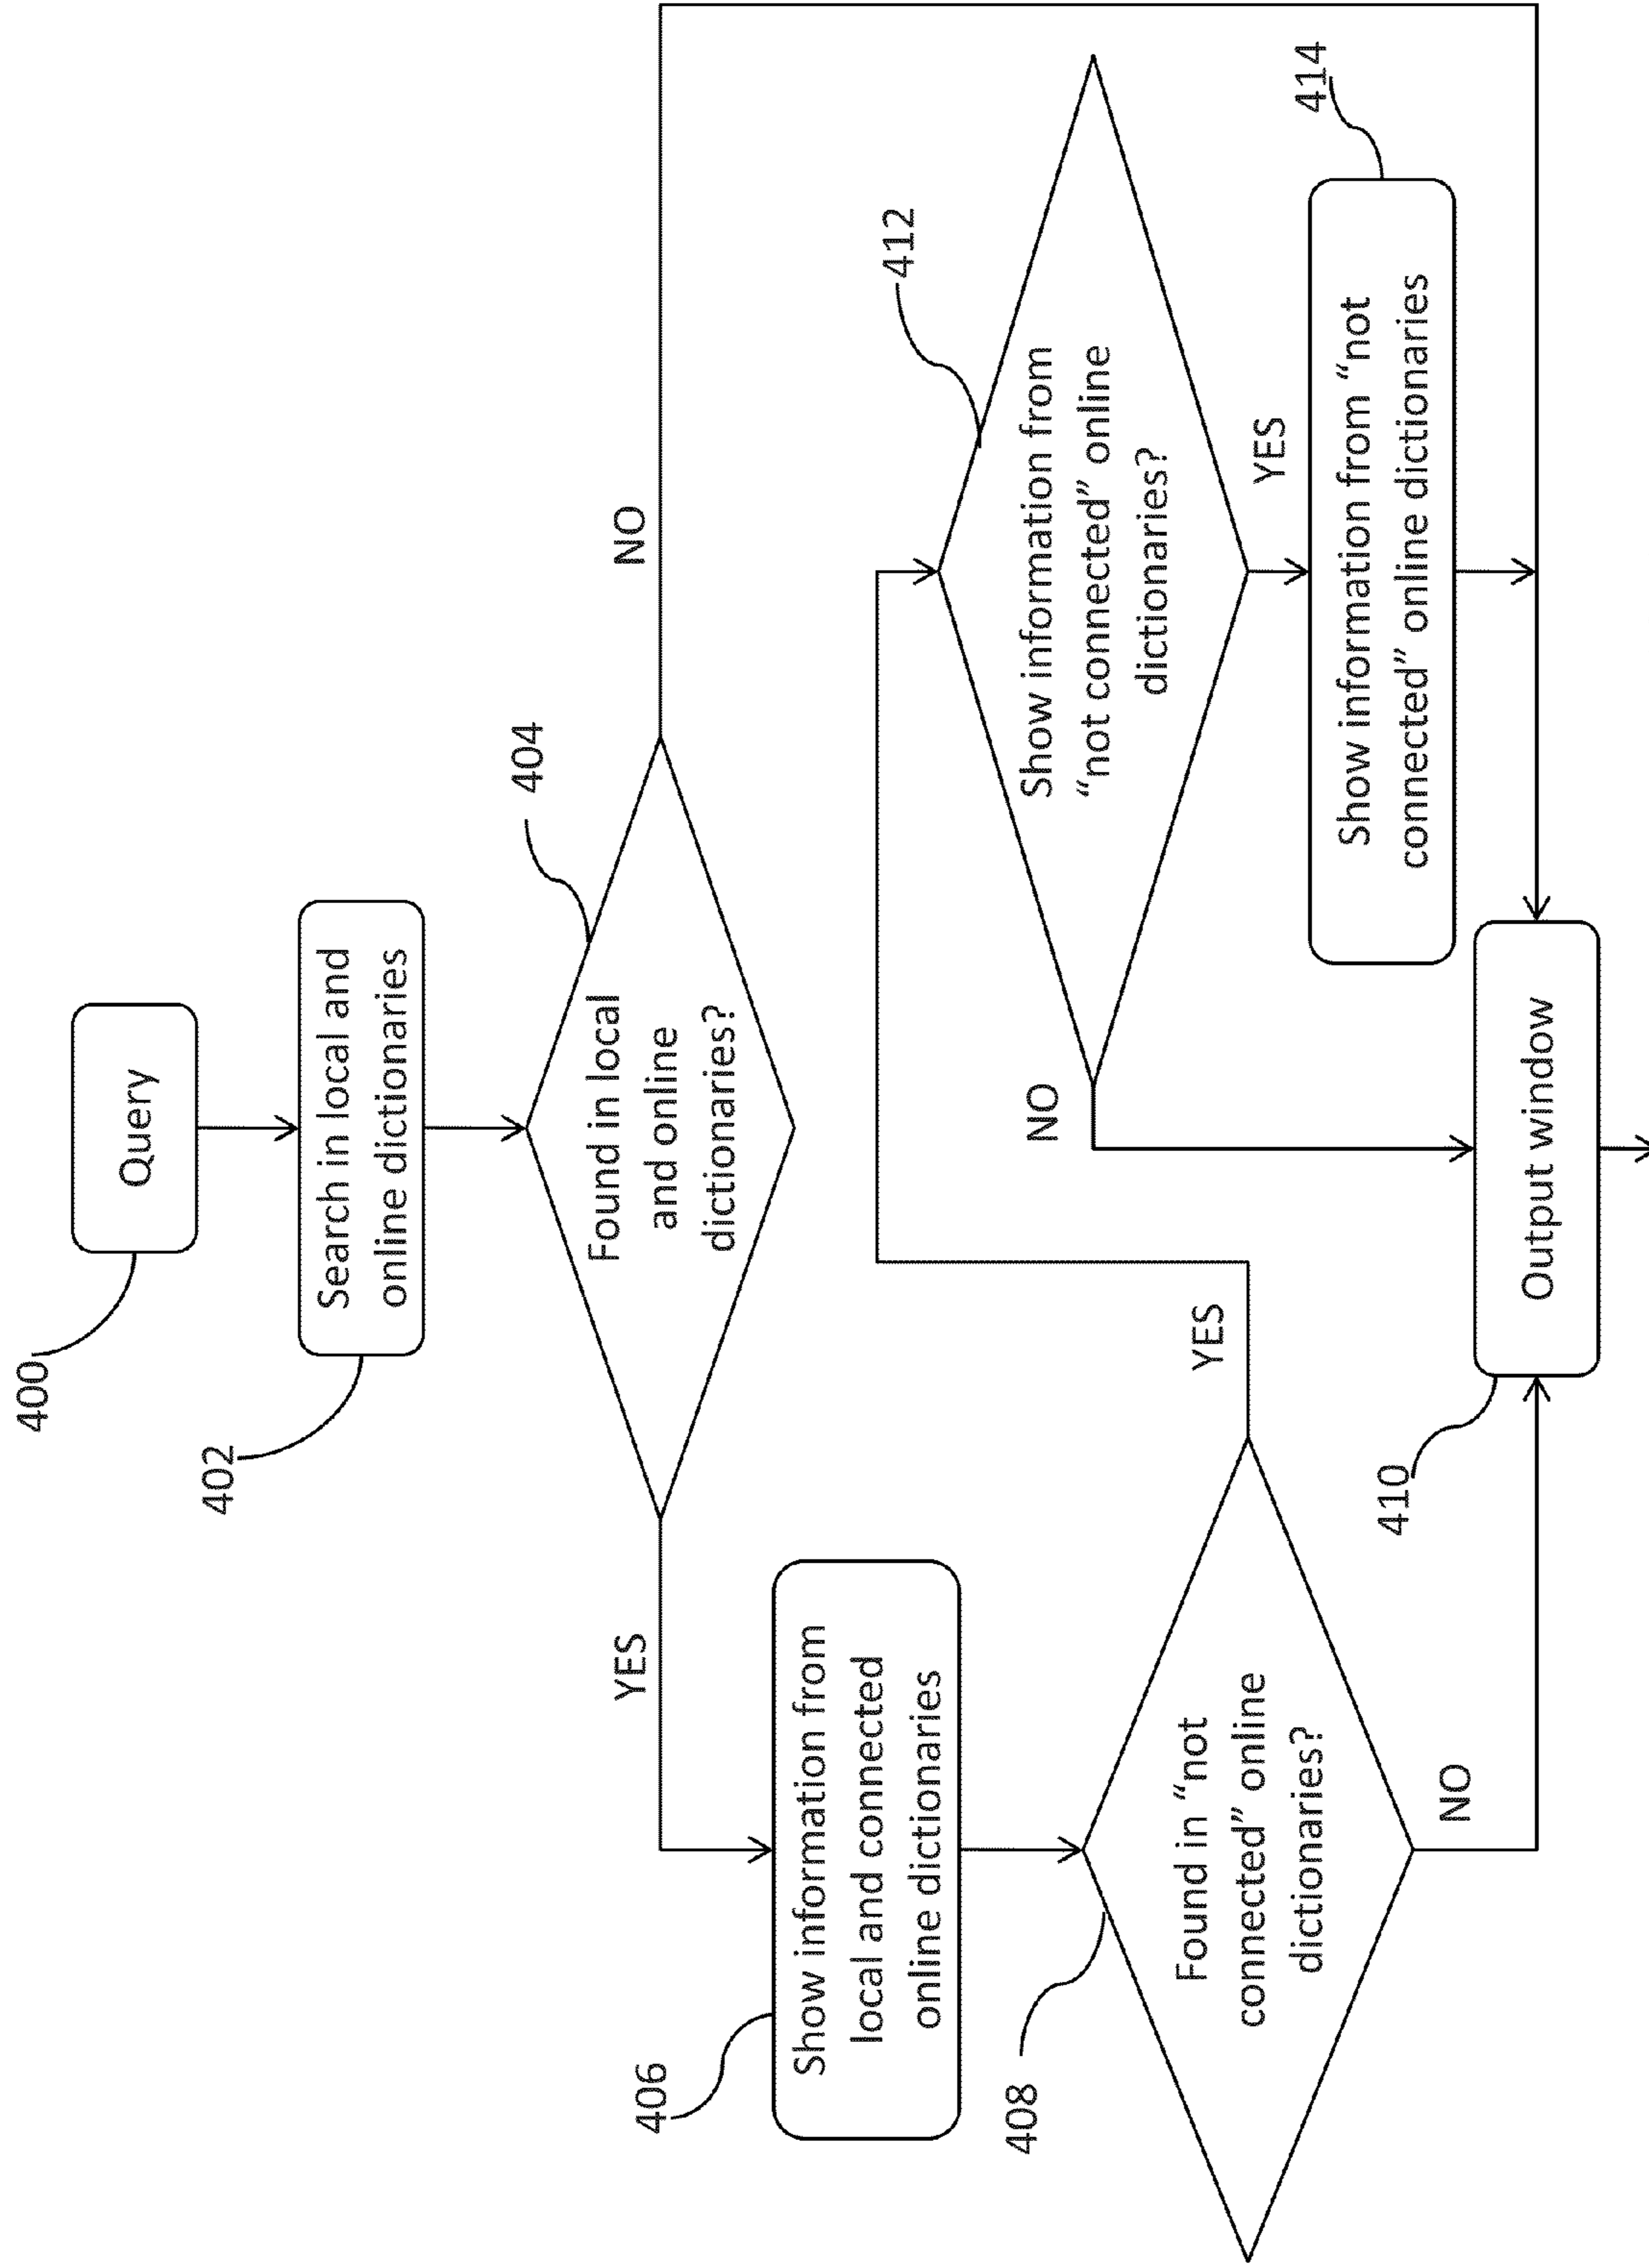 400
Query
402
Search in local and
online dictionaries
404
Found in local
and online
dictionaries?
YES
NO
406
Show information from
local and connected
online dictionaries
408
Found in “not
connected” online
dictionaries?
YES
NO
412
Show information from
“not connected” online
dictionaries?
NO
YES
414
Show information from “not
connected” online dictionaries
410
Output window